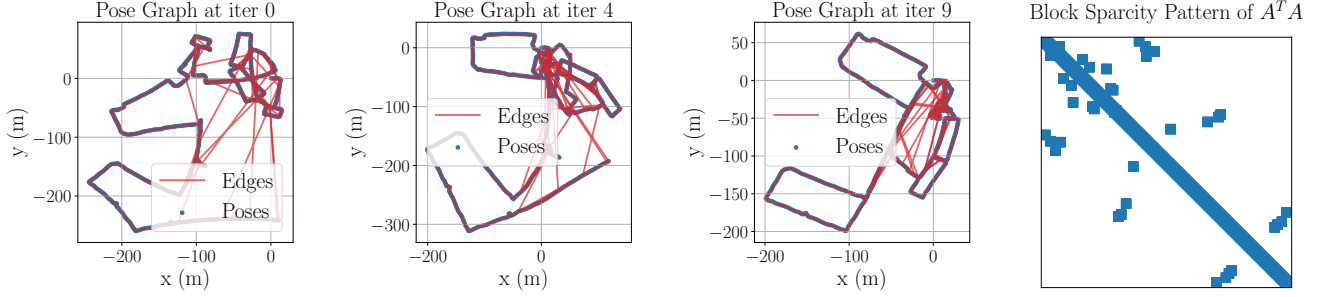 Pose Graph at iter 0
0
−100
−200
y (m)
−200
−100
0
x (m)
Edges
Poses
Pose Graph at iter 4
0
−100
−200
−300
y (m)
−200
0
x (m)
Edges
Poses
Pose Graph at iter 9
50
0
−50
−100
−150
−200
y (m)
−200
−100
0
x (m)
Edges
Poses
Block Sparcity Pattern of AᵀA